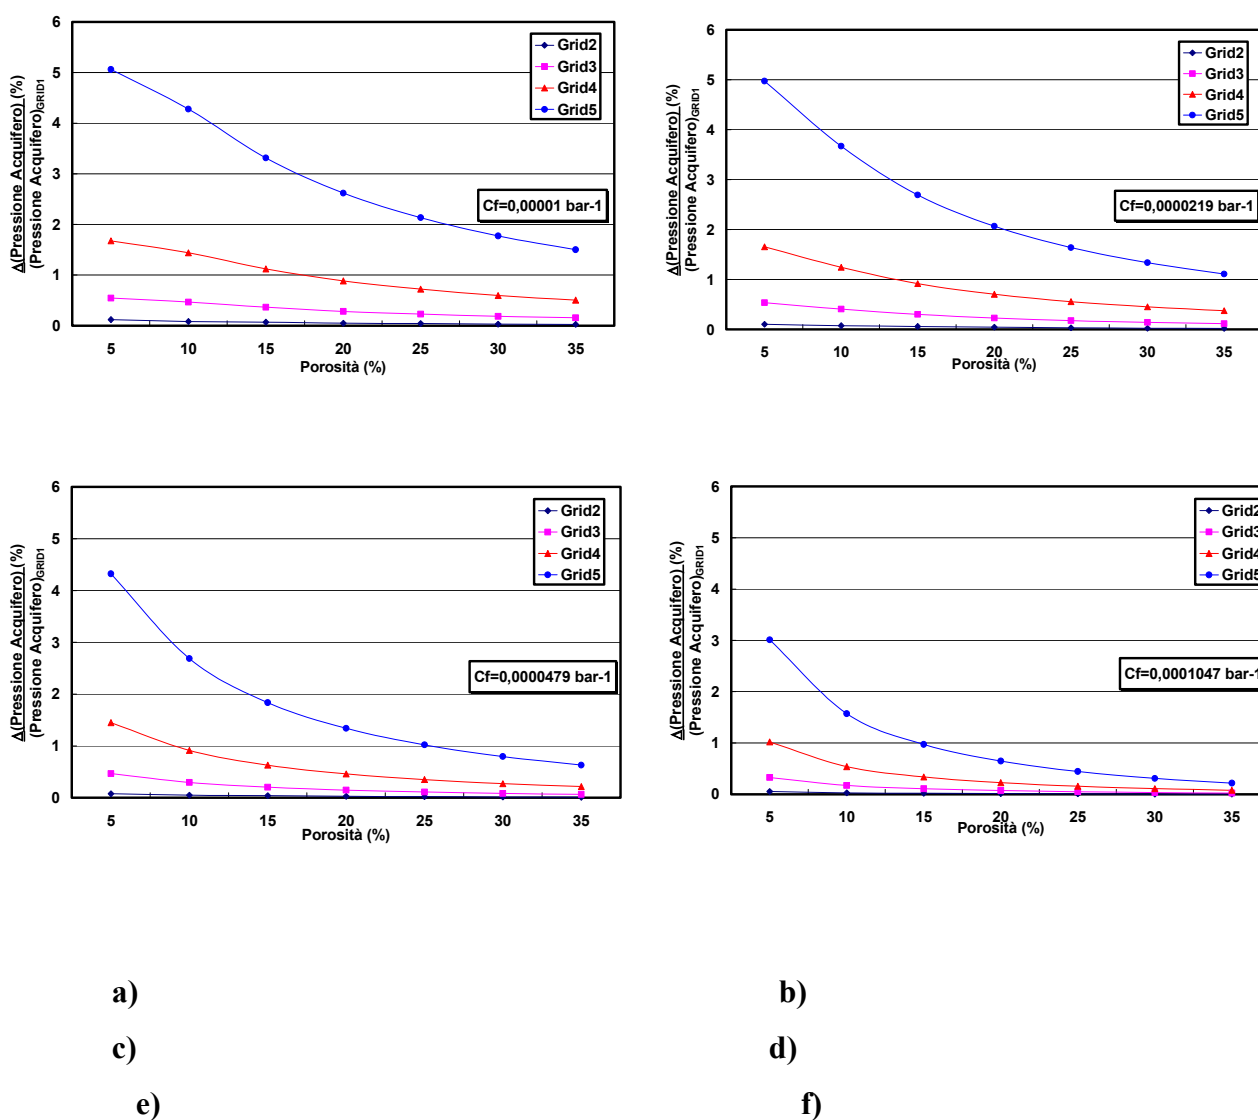 Δ(Pressione Acquifero) (%)
(Pressione Acquifero)GRID1
6
5
4
3
2
1
0
Grid2
Grid3
Grid4
Grid5
Cf=0,00001 bar-1
5 10 15 20 25 30 35
Porosità (%)
Δ(Pressione Acquifero) (%)
(Pressione Acquifero)GRID1
6
5
4
3
2
1
0
Grid2
Grid3
Grid4
Grid5
Cf=0,0000219 bar-1
5 10 15 20 25 30 35
Porosità (%)
Δ(Pressione Acquifero) (%)
(Pressione Acquifero)GRID1
6
5
4
3
2
1
0
Grid2
Grid3
Grid4
Grid5
Cf=0,0000479 bar-1
5 10 15 20 25 30 35
Porosità (%)
Δ(Pressione Acquifero) (%)
(Pressione Acquifero)GRID1
6
5
4
3
2
1
0
Grid2
Grid3
Grid4
Grid5
Cf=0,0001047 bar-1
5 10 15 20 25 30 35
Porosità (%)
a) b)
c) d)
e) f)